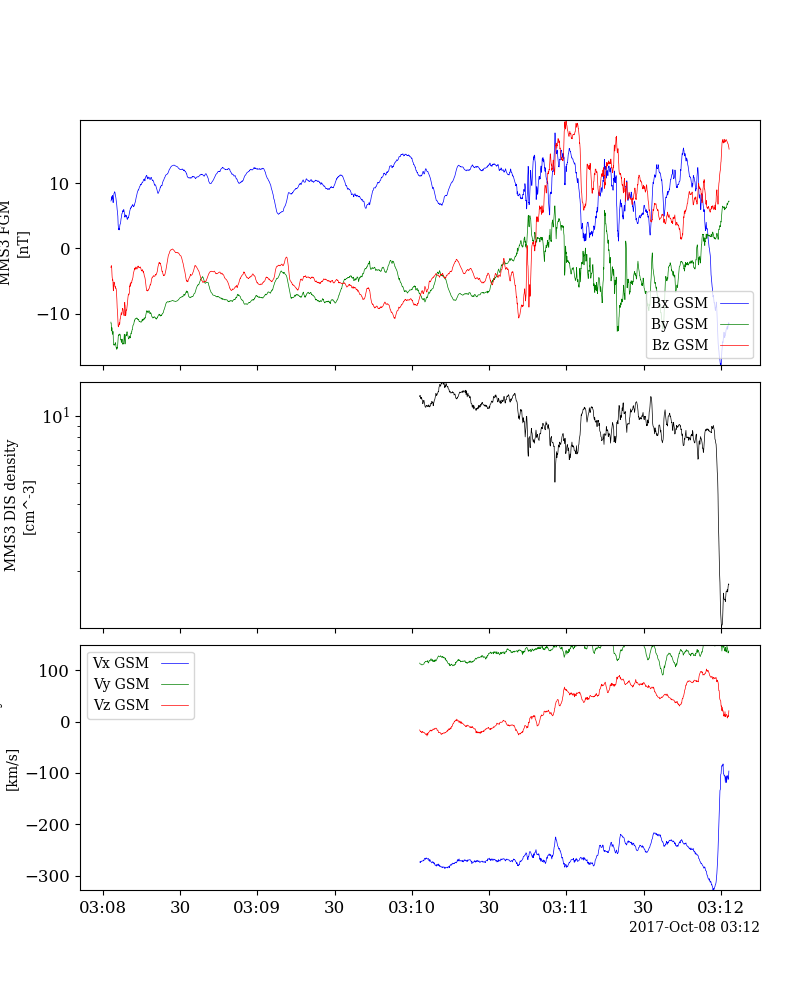 MMS3 FGM
[nT]
10
0
−10
Bx GSM
By GSM
Bz GSM
MMS3 DIS density
[cm^-3]
10^1
Vx GSM
Vy GSM
Vz GSM
[km/s]
100
0
−100
−200
−300
03:08 30 03:09 30 03:10 30 03:11 30 03:12
2017-Oct-08 03:12